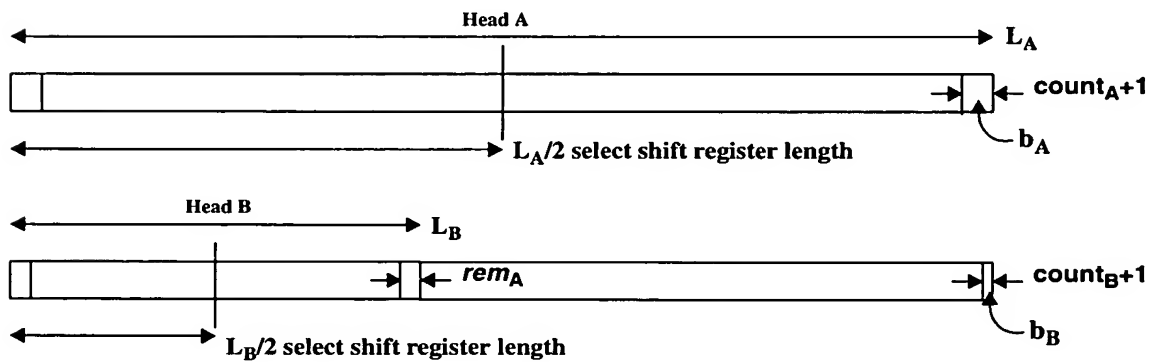 Head A
L_A
count_A+1
b_A
L_A/2 select shift register length
Head B
L_B
rem_A
count_B+1
b_B
L_B/2 select shift register length